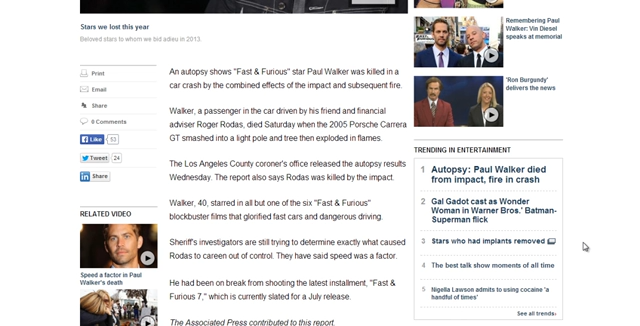 Stars we lost this year
Beloved stars to whom we bid adieu in 2013.
Print
Email
Share
0 Comments
Like 53
Tweet 24
Share
RELATED VIDEO
Speed a factor in Paul
Walker's death
An autopsy shows "Fast & Furious" star Paul Walker was killed in a
car crash by the combined effects of the impact and subsequent fire.
Walker, a passenger in the car driven by his friend and financial
adviser Roger Rodas, died Saturday when the 2005 Porsche Carrera
GT smashed into a light pole and tree then exploded in flames.
The Los Angeles County coroner's office released the autopsy results
Wednesday. The report also says Rodas was killed by the impact.
Walker, 40, starred in all but one of the six "Fast & Furious"
blockbuster films that glorified fast cars and dangerous driving.
Sheriff's investigators are still trying to determine exactly what caused
Rodas to careen out of control. They have said speed was a factor.
He had been on break from shooting the latest installment, "Fast &
Furious 7," which is currently slated for a July release.
The Associated Press contributed to this report.
Remembering Paul
Walker: Vin Diesel
speaks at memorial
'Ron Burgundy'
delivers the news
TRENDING IN ENTERTAINMENT
1 Autopsy: Paul Walker died
from impact, fire in crash
2 Gal Gadot cast as Wonder
Woman in Warner Bros.' Batman-
Superman flick
3 Stars who had implants removed
4 The best talk show moments of all time
5 Nigella Lawson admits to using cocaine 'a
handful of times'
See all trends›